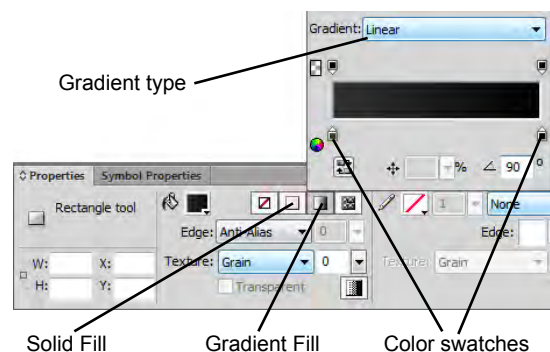 Gradient: Linear
Gradient type
% 90 °
Properties Symbol Properties
Rectangle tool 1 None
Edge: Anti-Alias 0 Edge:
W: X: Texture: Grain 0 Texture: Grain
H: Y: Transparent
Solid Fill Gradient Fill Color swatches